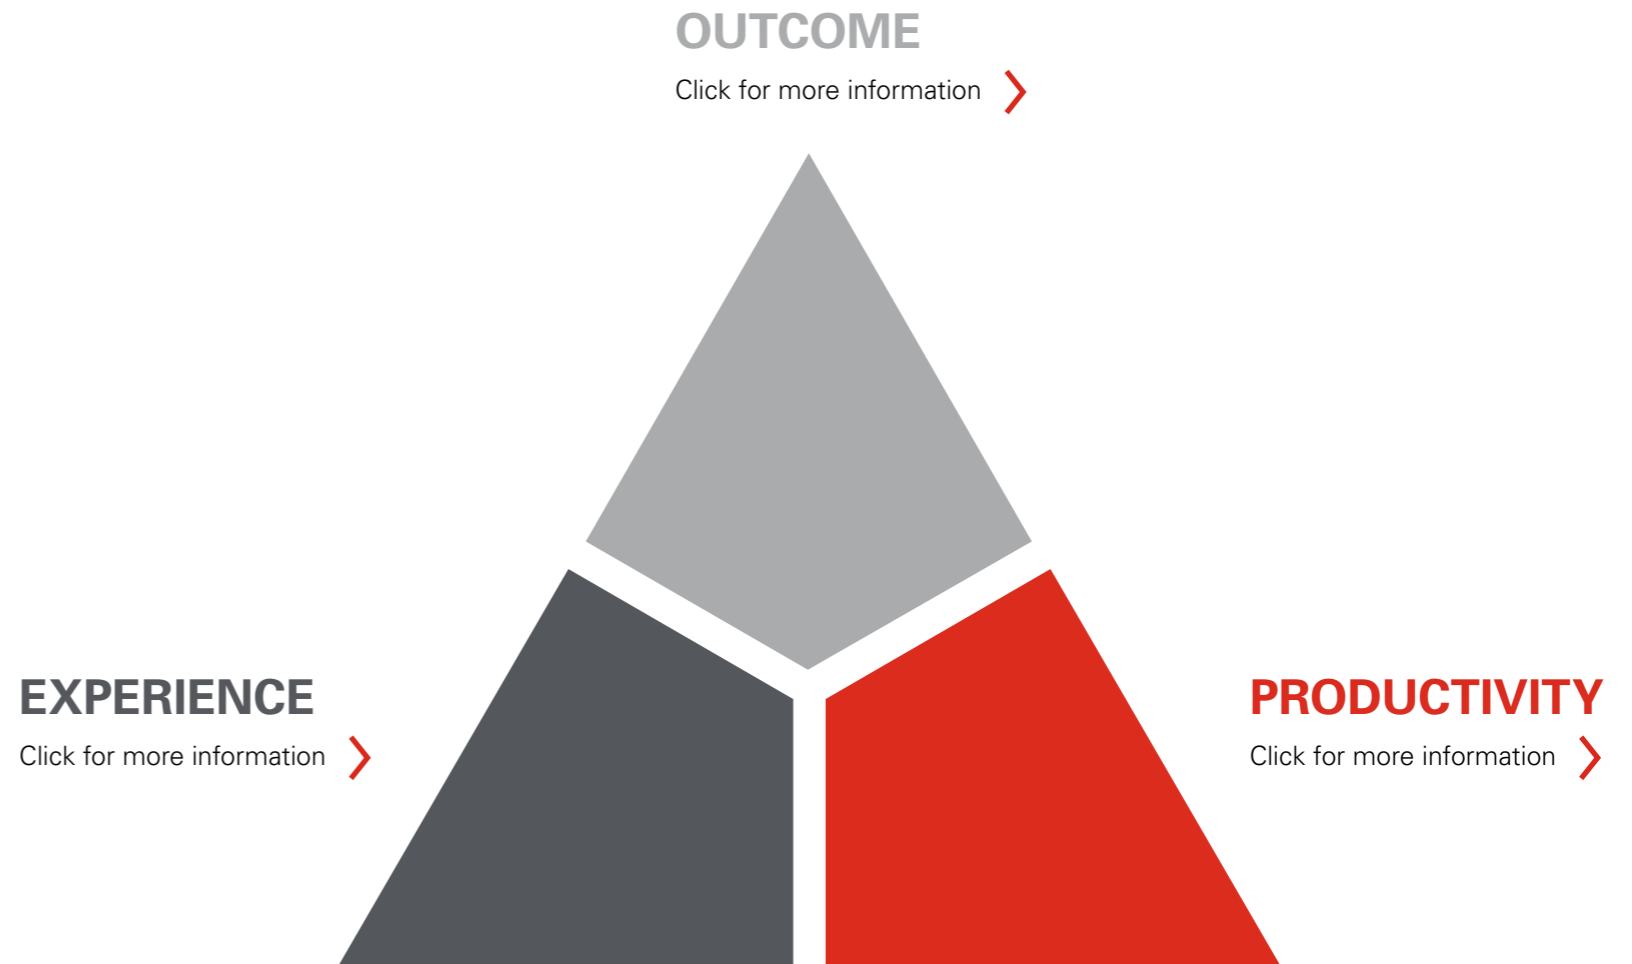 OUTCOME
Click for more information
EXPERIENCE
Click for more information
PRODUCTIVITY
Click for more information